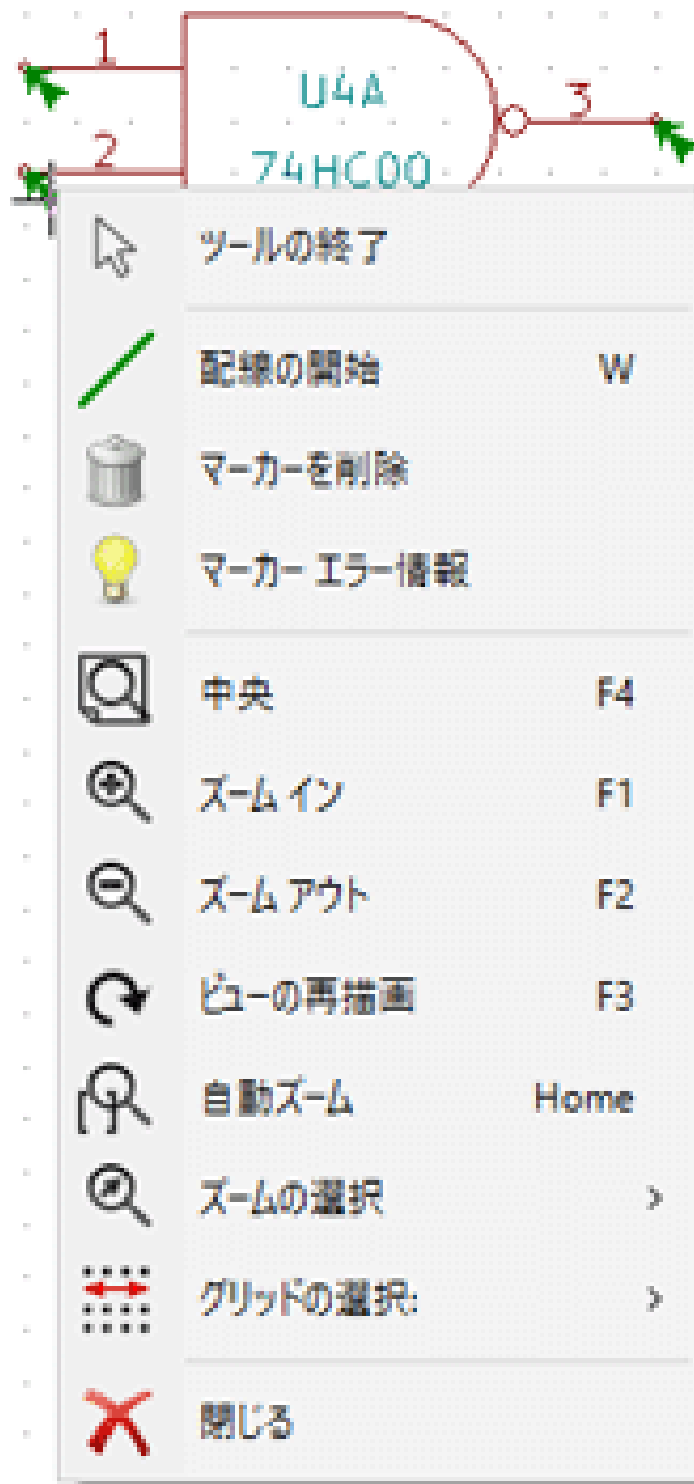 1
U4A
3
2
74HC00
ツールの終了
配線の開始 W
マーカーを削除
マーカー エラー情報
中央 F4
ズーム イン F1
ズーム アウト F2
ビューの再描画 F3
自動ズーム Home
ズームの選択 >
グリッドの選択: >
閉じる